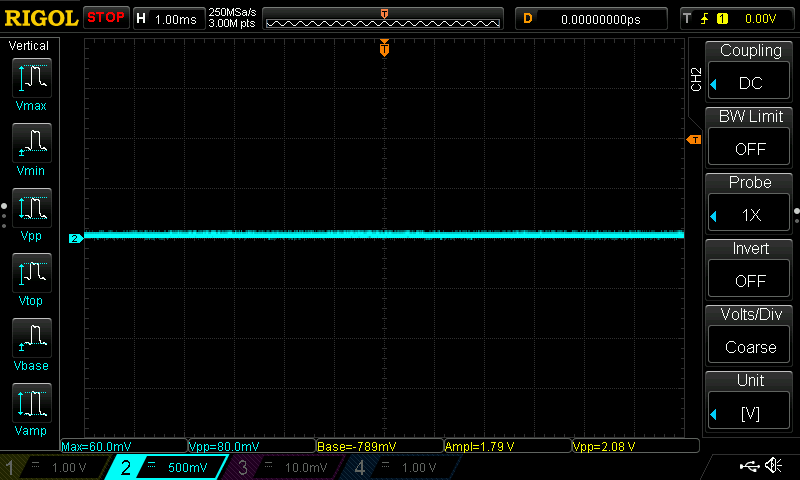 RIGOL STOP H 1.00ms 250MSa/s 3.00M pts T D 0.00000000ps T 1 0.00V
Vertical
Vmax
Vmin
Vpp
Vtop
Vbase
Vamp
2
T
T
CH2
Coupling
DC
BW Limit
OFF
Probe
1X
Invert
OFF
Volts/Div
Coarse
Unit
[V]
Max=60.0mV Vpp=80.0mV Base=-789mV Ampl=1.79 V Vpp=2.08 V
1 1.00 V 2 500mV 3 10.0mV 4 1.00 V